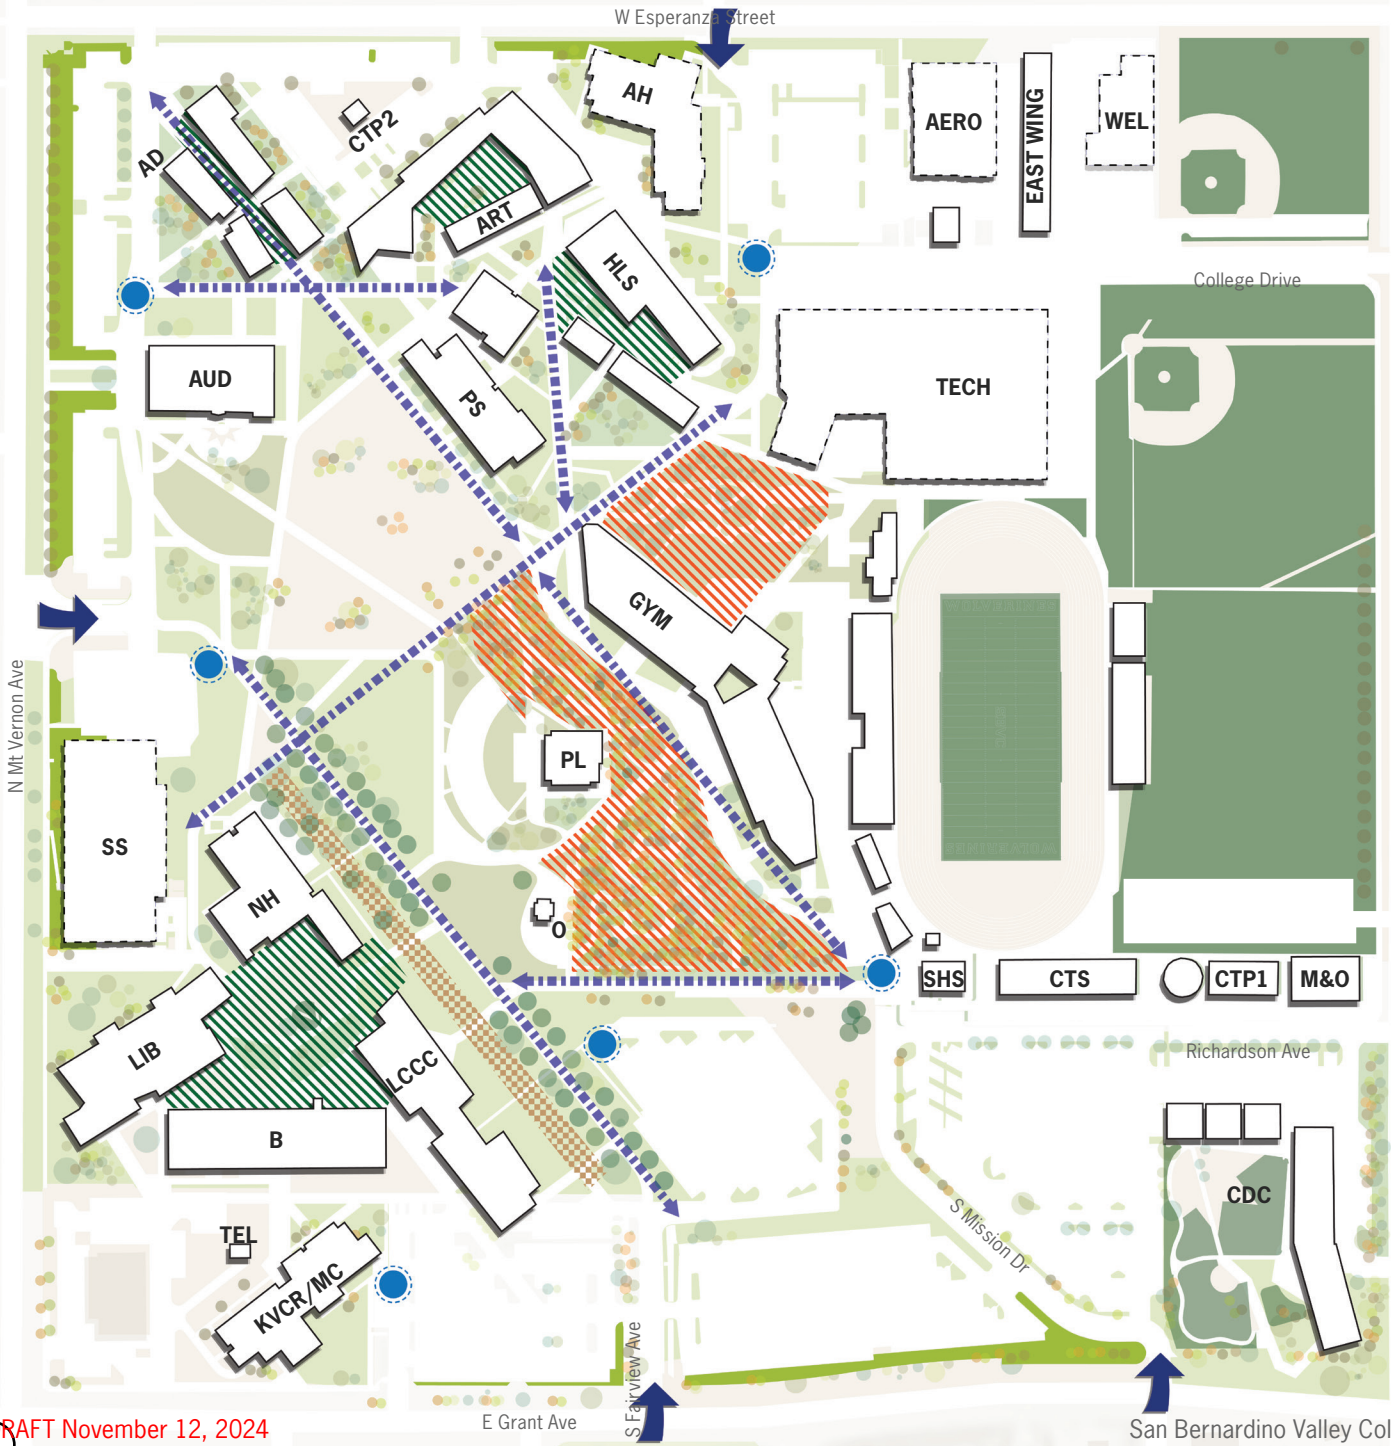 W Esperanza Street
AH
AERO
EAST WING
WEL
CTP2
AD
ART
HLS
College Drive
AUD
PS
TECH
GYM
N Mt Vernon Ave
PL
SS
NH
O
SHS
CTS
CTP1
M&O
LIB
LCCC
Richardson Ave
B
CDC
TEL
S Mission Dr
KVCR/MC
S Fairview Ave
E Grant Ave
RAFT November 12, 2024
San Bernardino Valley Col